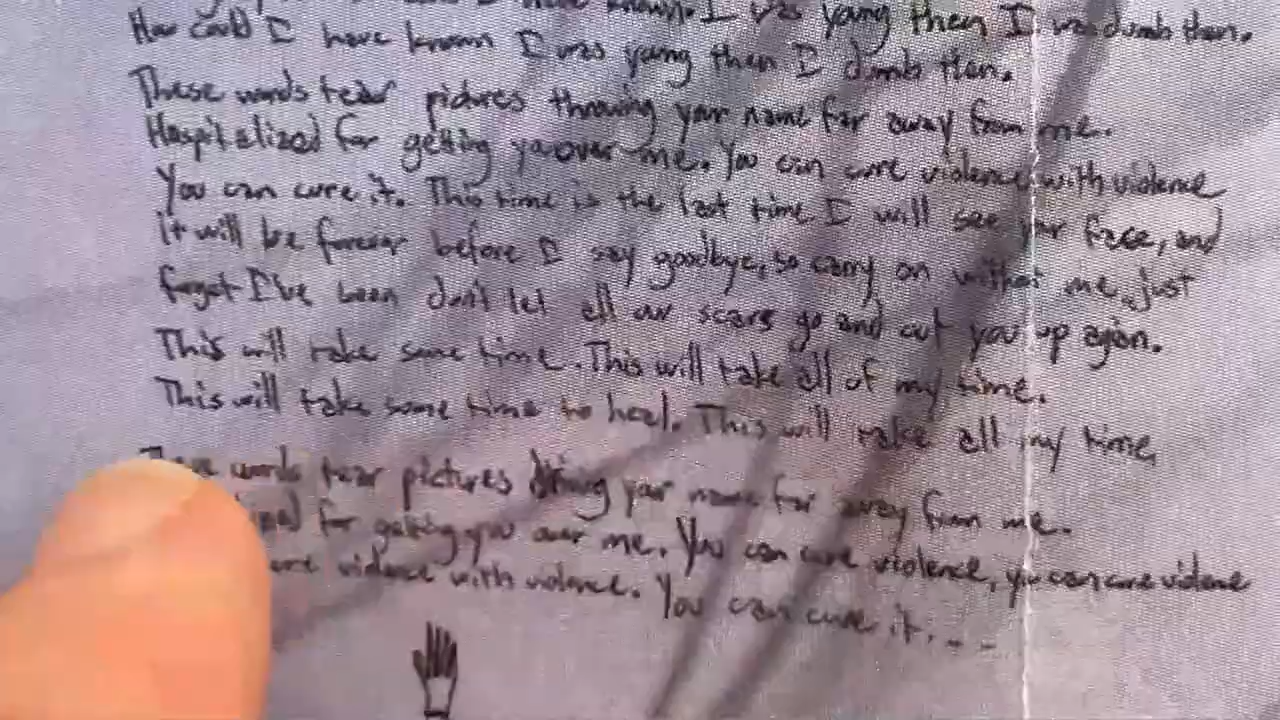 known. I was young then I was dumb then.
How could I have known I was young then I dumb then.
These words tear pictures throwing your name far away from me.
Hospitalized for getting you over me. You can cure violence with violence
You can cure it. This time is the last time I will see your face, and
it will be forever before I say goodbye, so carry on without me, just
forget I've been don't let all our scars go and cut you up again.
This will take some time. This will take all of my time.
This will take some time to heal. This will take all my time.
words tear pictures your name far away from me.
for getting you over me. You can cure violence, you can cure violence
violence with violence. You can cure it...